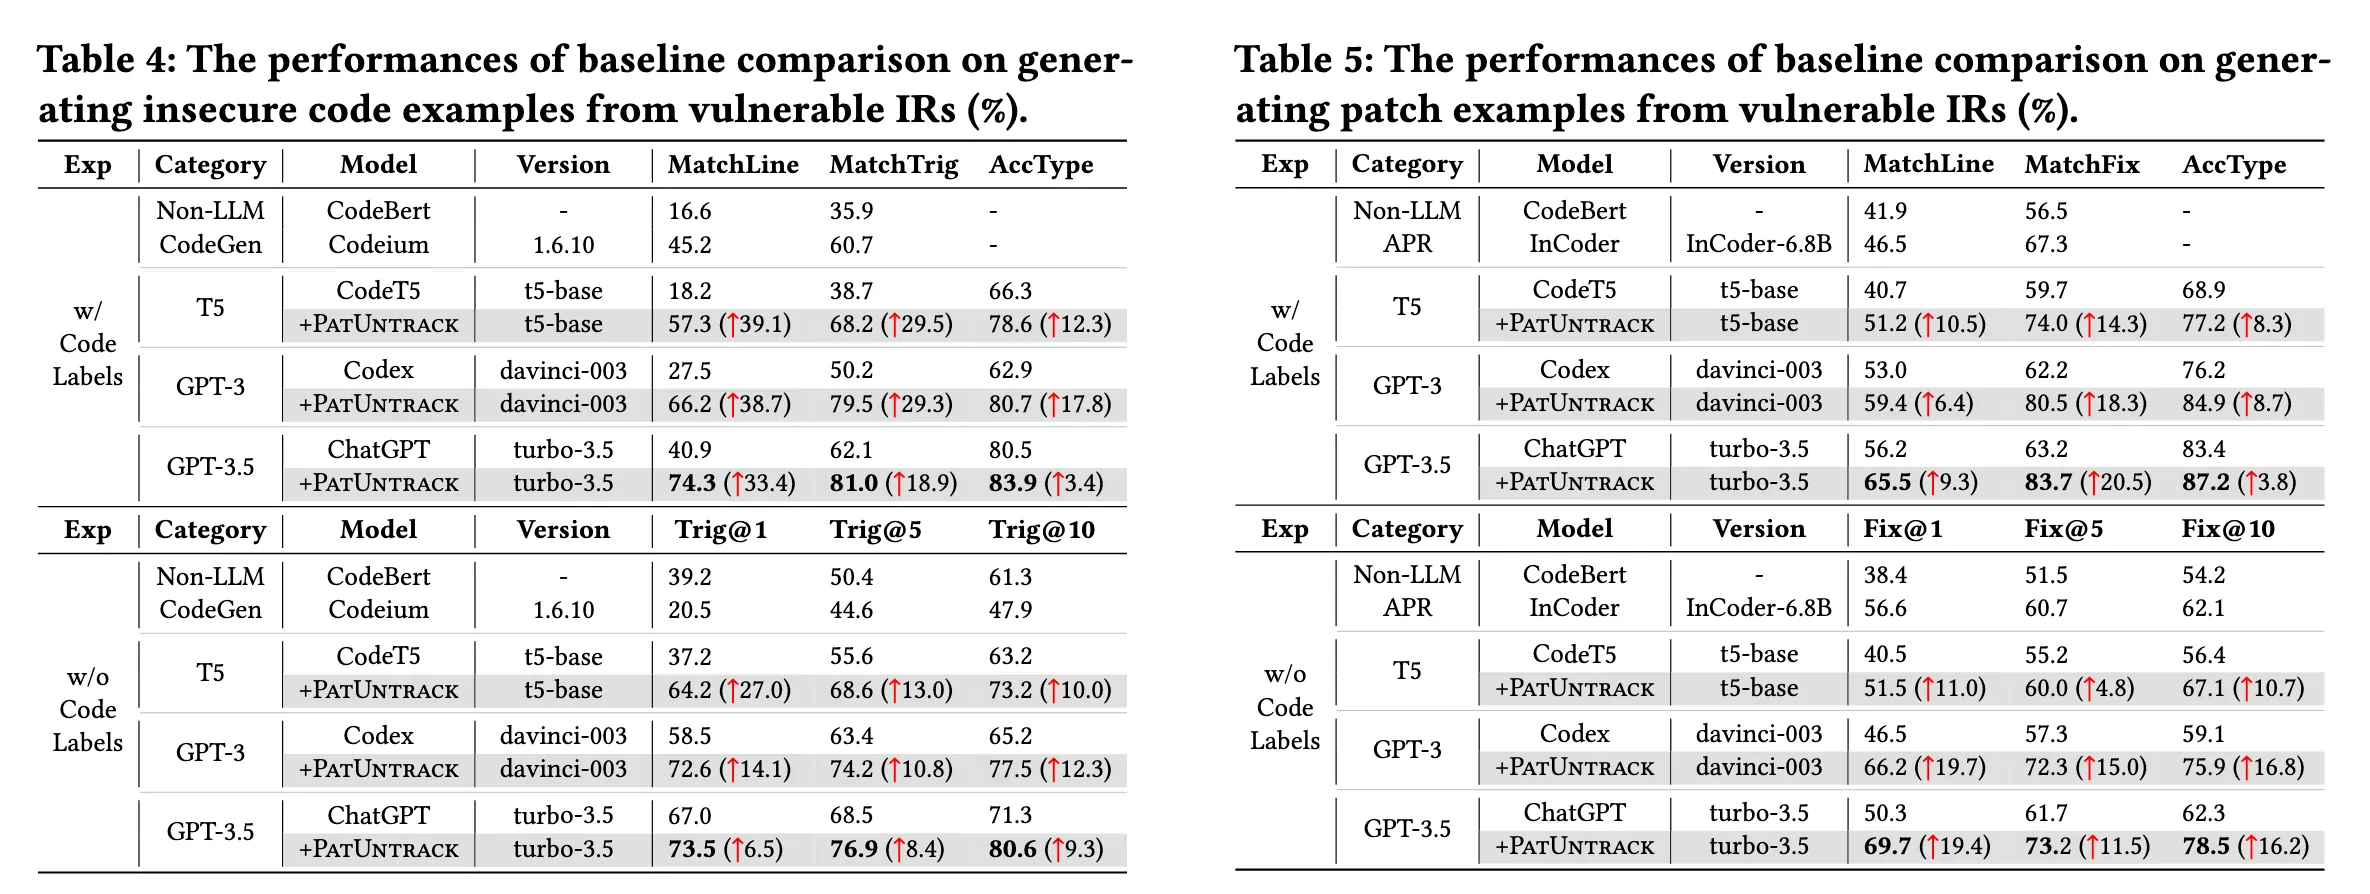 Table 4: The performances of baseline comparison on gener-
ating insecure code examples from vulnerable IRs (%).
Exp Category Model Version MatchLine MatchTrig AccType
w/
Code
Labels
Non-LLM CodeBert - 16.6 35.9 -
CodeGen Codeium 1.6.10 45.2 60.7 -
T5
CodeT5 t5-base 18.2 38.7 66.3
+PATUNTRACK t5-base 57.3 (↑39.1) 68.2 (↑29.5) 78.6 (↑12.3)
GPT-3
Codex davinci-003 27.5 50.2 62.9
+PATUNTRACK davinci-003 66.2 (↑38.7) 79.5 (↑29.3) 80.7 (↑17.8)
GPT-3.5
ChatGPT turbo-3.5 40.9 62.1 80.5
+PATUNTRACK turbo-3.5 74.3 (↑33.4) 81.0 (↑18.9) 83.9 (↑3.4)
Exp Category Model Version Trig@1 Trig@5 Trig@10
w/o
Code
Labels
Non-LLM CodeBert - 39.2 50.4 61.3
CodeGen Codeium 1.6.10 20.5 44.6 47.9
T5
CodeT5 t5-base 37.2 55.6 63.2
+PATUNTRACK t5-base 64.2 (↑27.0) 68.6 (↑13.0) 73.2 (↑10.0)
GPT-3
Codex davinci-003 58.5 63.4 65.2
+PATUNTRACK davinci-003 72.6 (↑14.1) 74.2 (↑10.8) 77.5 (↑12.3)
GPT-3.5
ChatGPT turbo-3.5 67.0 68.5 71.3
+PATUNTRACK turbo-3.5 73.5 (↑6.5) 76.9 (↑8.4) 80.6 (↑9.3)
Table 5: The performances of baseline comparison on gener-
ating patch examples from vulnerable IRs (%).
Exp Category Model Version MatchLine MatchFix AccType
w/
Code
Labels
Non-LLM CodeBert - 41.9 56.5 -
APR InCoder InCoder-6.8B 46.5 67.3 -
T5
CodeT5 t5-base 40.7 59.7 68.9
+PATUNTRACK t5-base 51.2 (↑10.5) 74.0 (↑14.3) 77.2 (↑8.3)
GPT-3
Codex davinci-003 53.0 62.2 76.2
+PATUNTRACK davinci-003 59.4 (↑6.4) 80.5 (↑18.3) 84.9 (↑8.7)
GPT-3.5
ChatGPT turbo-3.5 56.2 63.2 83.4
+PATUNTRACK turbo-3.5 65.5 (↑9.3) 83.7 (↑20.5) 87.2 (↑3.8)
Exp Category Model Version Fix@1 Fix@5 Fix@10
w/o
Code
Labels
Non-LLM CodeBert - 38.4 51.5 54.2
APR InCoder InCoder-6.8B 56.6 60.7 62.1
T5
CodeT5 t5-base 40.5 55.2 56.4
+PATUNTRACK t5-base 51.5 (↑11.0) 60.0 (↑4.8) 67.1 (↑10.7)
GPT-3
Codex davinci-003 46.5 57.3 59.1
+PATUNTRACK davinci-003 66.2 (↑19.7) 72.3 (↑15.0) 75.9 (↑16.8)
GPT-3.5
ChatGPT turbo-3.5 50.3 61.7 62.3
+PATUNTRACK turbo-3.5 69.7 (↑19.4) 73.2 (↑11.5) 78.5 (↑16.2)